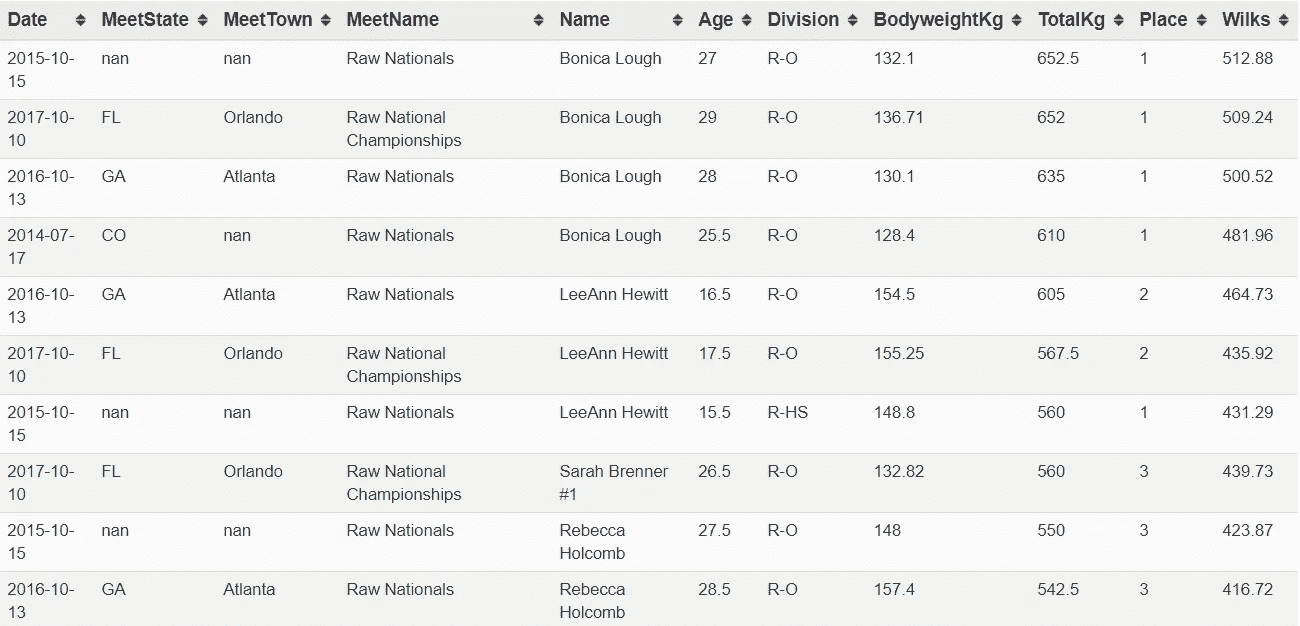 Date MeetState MeetTown MeetName Name Age Division BodyweightKg TotalKg Place Wilks
2015-10- nan nan Raw Nationals Bonica Lough 27 R-O 132.1 652.5 1 512.88
15
2017-10- FL Orlando Raw National Bonica Lough 29 R-O 136.71 652 1 509.24
10 Championships
2016-10- GA Atlanta Raw Nationals Bonica Lough 28 R-O 130.1 635 1 500.52
13
2014-07- CO nan Raw Nationals Bonica Lough 25.5 R-O 128.4 610 1 481.96
17
2016-10- GA Atlanta Raw Nationals LeeAnn Hewitt 16.5 R-O 154.5 605 2 464.73
13
2017-10- FL Orlando Raw National LeeAnn Hewitt 17.5 R-O 155.25 567.5 2 435.92
10 Championships
2015-10- nan nan Raw Nationals LeeAnn Hewitt 15.5 R-HS 148.8 560 1 431.29
15
2017-10- FL Orlando Raw National Sarah Brenner 26.5 R-O 132.82 560 3 439.73
10 Championships #1
2015-10- nan nan Raw Nationals Rebecca 27.5 R-O 148 550 3 423.87
15 Holcomb
2016-10- GA Atlanta Raw Nationals Rebecca 28.5 R-O 157.4 542.5 3 416.72
13 Holcomb